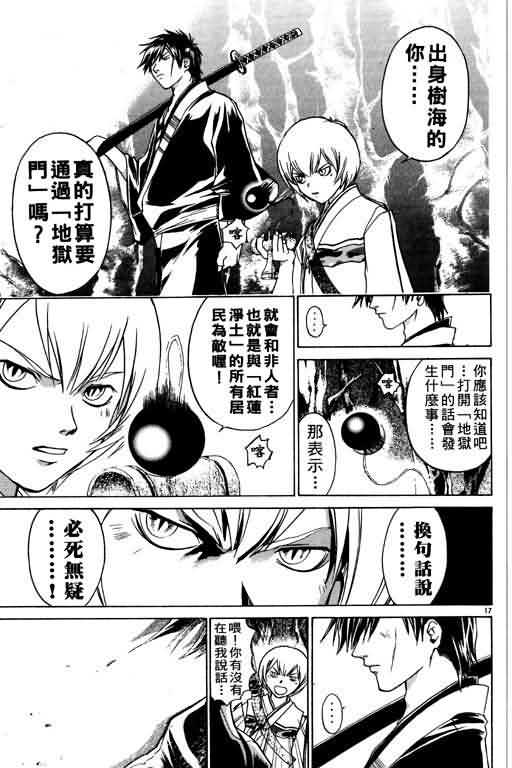 出身樹海的
你……
真的打算要
通過「地獄
門」嗎？
喀
……
你應該知道吧
…打開「地獄
門」的話會發
生什麼事……
喀
那表示…
就會和非人者…
也就是與「紅蓮
淨土」的所有居
民為敵喔！
喀
換句話說
………
必死無疑
………！
17
………
喂！你有沒有
在聽我說話…
…